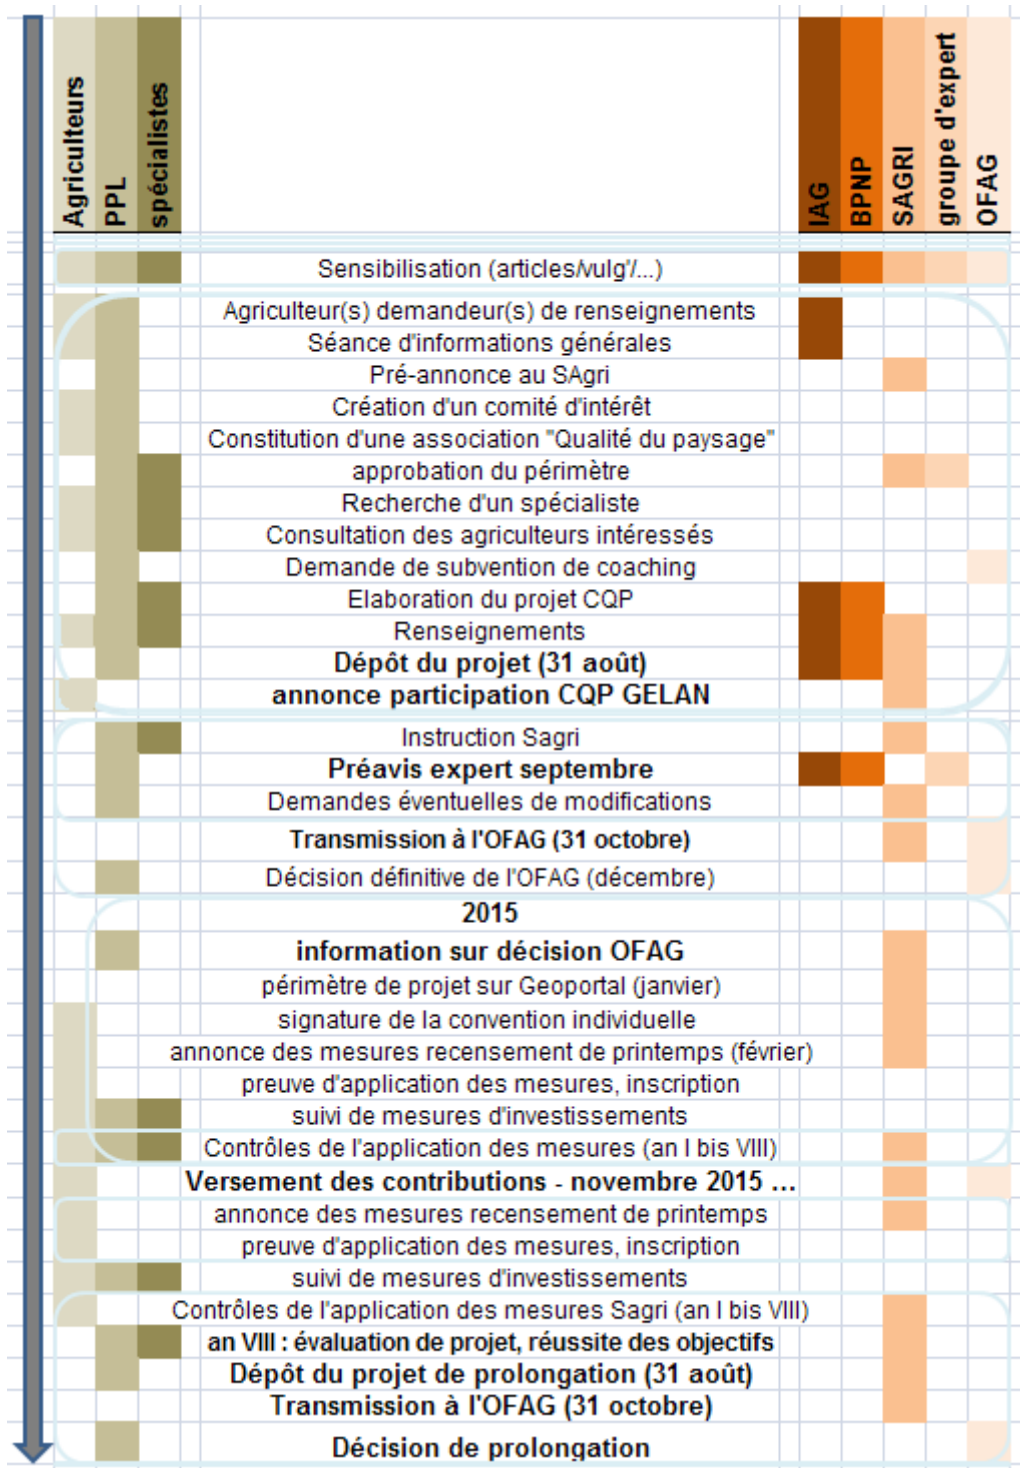 Agriculteurs
PPL
spécialistes
IAG
BPNP
SAGRI
groupe d'expert
OFAG
Sensibilisation (articles/vulg'/...)
Agriculteur(s) demandeur(s) de renseignements
Séance d'informations générales
Pré-annonce au SAgri
Création d'un comité d'intérêt
Constitution d'une association "Qualité du paysage"
approbation du périmètre
Recherche d'un spécialiste
Consultation des agriculteurs intéressés
Demande de subvention de coaching
Elaboration du projet CQP
Renseignements
Dépôt du projet (31 août)
annonce participation CQP GELAN
Instruction Sagri
Préavis expert septembre
Demandes éventuelles de modifications
Transmission à l'OFAG (31 octobre)
Décision définitive de l'OFAG (décembre)
2015
information sur décision OFAG
périmètre de projet sur Geoportal (janvier)
signature de la convention individuelle
annonce des mesures recensement de printemps (février)
preuve d'application des mesures, inscription
suivi de mesures d'investissements
Contrôles de l'application des mesures (an I bis VIII)
Versement des contributions - novembre 2015 ...
annonce des mesures recensement de printemps
preuve d'application des mesures, inscription
suivi de mesures d'investissements
Contrôles de l'application des mesures Sagri (an I bis VIII)
an VIII : évaluation de projet, réussite des objectifs
Dépôt du projet de prolongation (31 août)
Transmission à l'OFAG (31 octobre)
Décision de prolongation